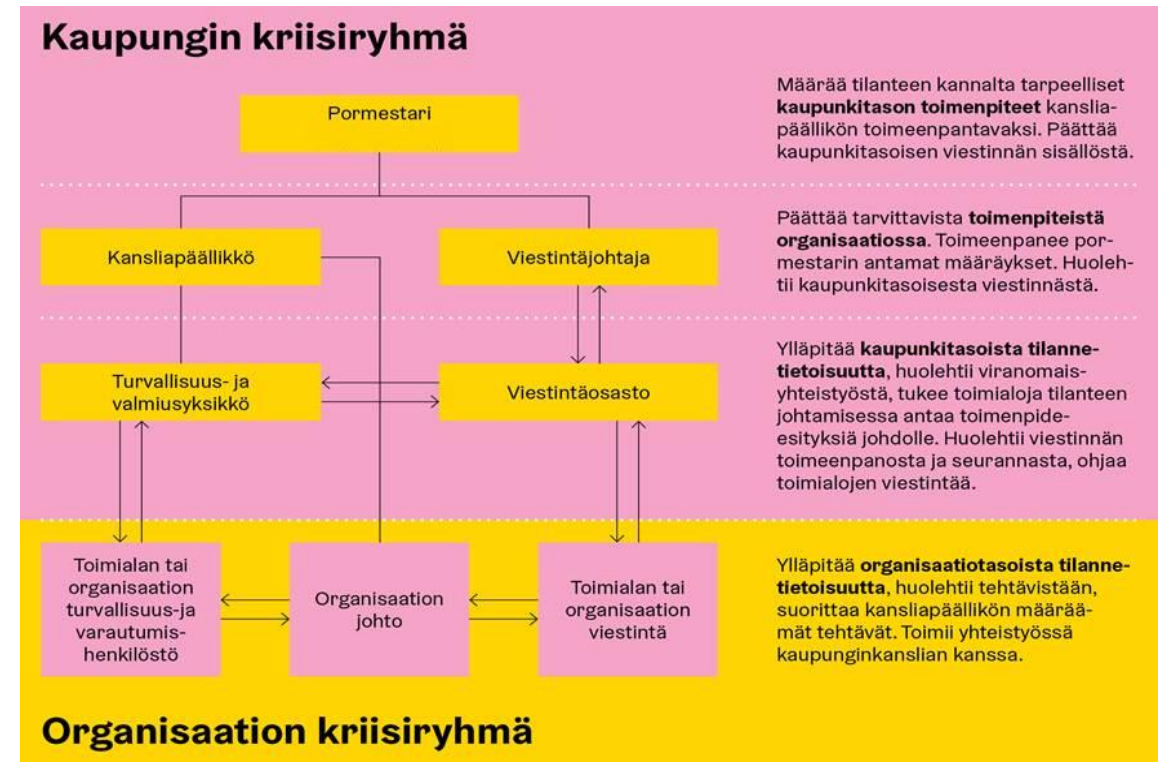 Kaupungin kriisiryhmä
Pormestari
Määrää tilanteen kannalta tarpeelliset
kaupunkitason toimenpiteet kanslia-
päällikön toimeenpantavaksi. Päättää
kaupunkitasoisen viestinnän sisällöstä.
Kansliapäällikkö
Viestintäjohtaja
Päättää tarvittavista toimenpiteistä
organisaatiossa. Toimeenpanee por-
mestarin antamat määräykset. Huoleh-
tii kaupunkitasoisesta viestinnästä.
Turvallisuus- ja
valmiusyksikkö
Viestintäosasto
Ylläpitää kaupunkitasoista tilanne-
tietoisuutta, huolehtii viranomais-
yhteistyöstä, tukee toimialoja tilanteen
johtamisessa antaa toimenpide-
esityksiä johdolle. Huolehtii viestinnän
toimeenpanosta ja seurannasta, ohjaa
toimialojen viestintää.
Toimialan tai
organisaation
turvallisuus-ja
varautumis-
henkilöstö
Organisaation
johto
Toimialan tai
organisaation
viestintä
Ylläpitää organisaatiotasoista tilanne-
tietoisuutta, huolehtii tehtävistään,
suorittaa kansliapäällikön määrää-
mät tehtävät. Toimii yhteistyössä
kaupunginkanslian kanssa.
Organisaation kriisiryhmä